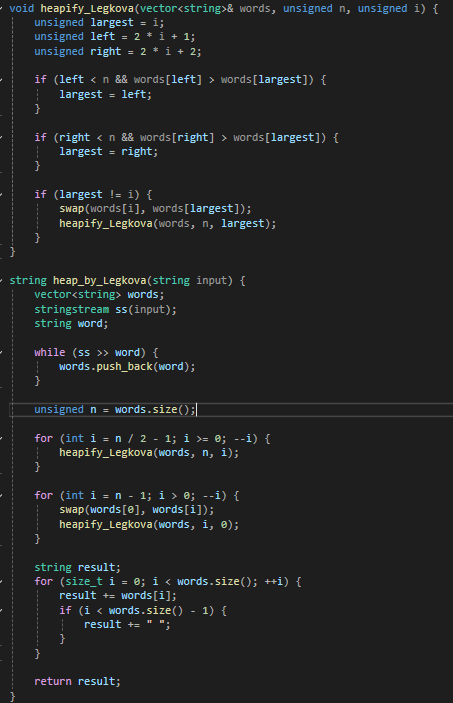 void heapify_Legkova(vector<string>& words, unsigned n, unsigned i) {
unsigned largest = i;
unsigned left = 2 * i + 1;
unsigned right = 2 * i + 2;
if (left < n && words[left] > words[largest]) {
largest = left;
}
if (right < n && words[right] > words[largest]) {
largest = right;
}
if (largest != i) {
swap(words[i], words[largest]);
heapify_Legkova(words, n, largest);
}
}
string heap_by_Legkova(string input) {
vector<string> words;
stringstream ss(input);
string word;
while (ss >> word) {
words.push_back(word);
}
unsigned n = words.size();
for (int i = n / 2 - 1; i >= 0; --i) {
heapify_Legkova(words, n, i);
}
for (int i = n - 1; i > 0; --i) {
swap(words[0], words[i]);
heapify_Legkova(words, i, 0);
}
string result;
for (size_t i = 0; i < words.size(); ++i) {
result += words[i];
if (i < words.size() - 1) {
result += " ";
}
}
return result;
}